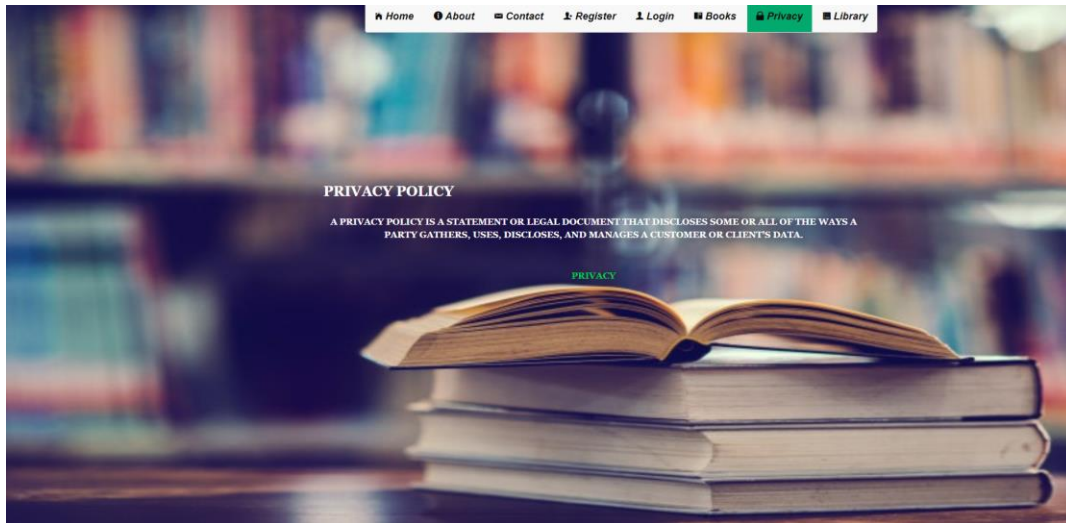 Home About Contact Register Login Books Privacy Library
PRIVACY POLICY
A PRIVACY POLICY IS A STATEMENT OR LEGAL DOCUMENT THAT DISCLOSES SOME OR ALL OF THE WAYS A
PARTY GATHERS, USES, DISCLOSES, AND MANAGES A CUSTOMER OR CLIENT'S DATA.
PRIVACY